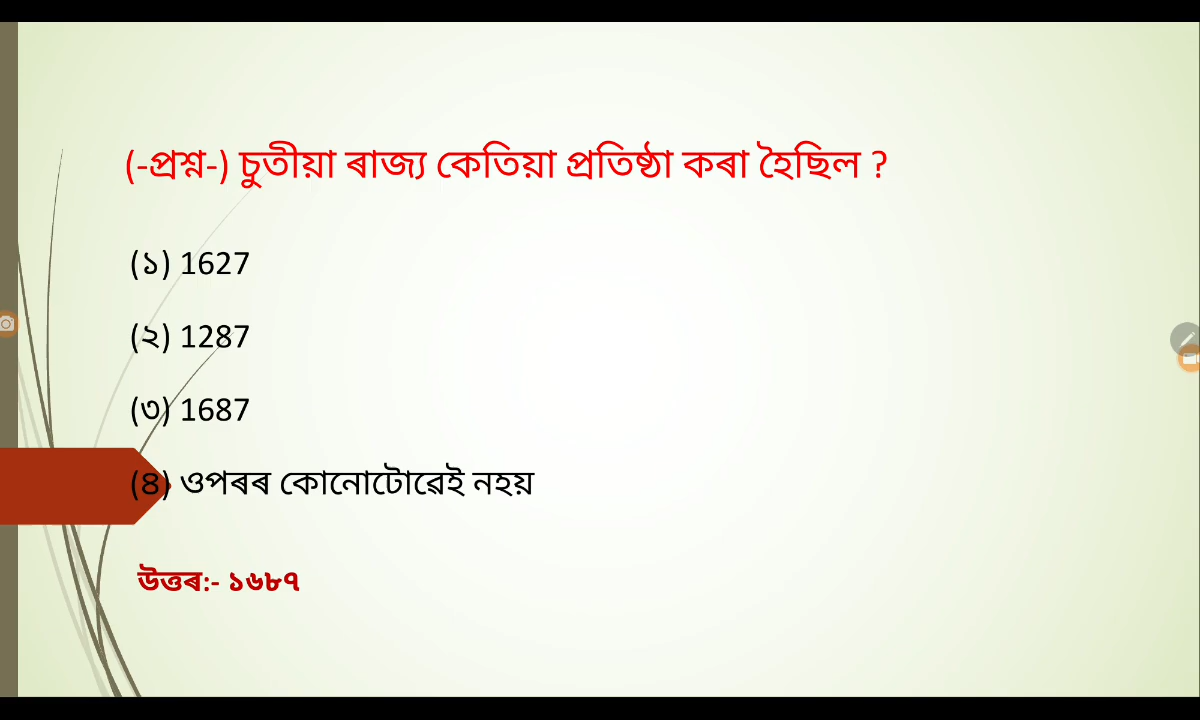 (-প্ৰশ্ন-) চুতীয়া ৰাজ্য কেতিয়া প্ৰতিষ্ঠা কৰা হৈছিল ?
(১) 1627
(২) 1287
(৩) 1687
(৪) ওপৰৰ কোনোটোৱেই নহয়
উত্তৰ:- ১৬৮৭